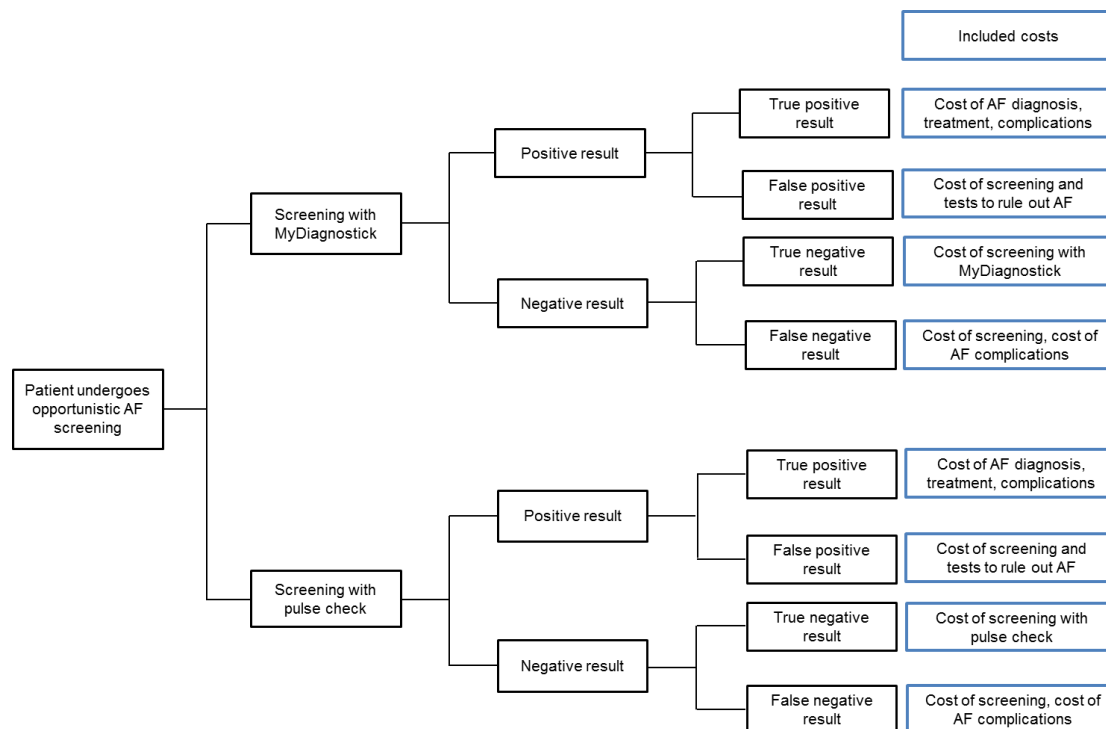 Included costs
True positive
result
Cost of AF diagnosis,
treatment, complications
Positive result
False positive
result
Cost of screening and
tests to rule out AF
Screening with
MyDiagnostick
True negative
result
Cost of screening with
MyDiagnostick
Negative result
False negative
result
Cost of screening, cost of
AF complications
Patient undergoes
opportunistic AF
screening
True positive
result
Cost of AF diagnosis,
treatment, complications
Positive result
False positive
result
Cost of screening and
tests to rule out AF
Screening with
pulse check
True negative
result
Cost of screening with
pulse check
Negative result
False negative
result
Cost of screening, cost of
AF complications